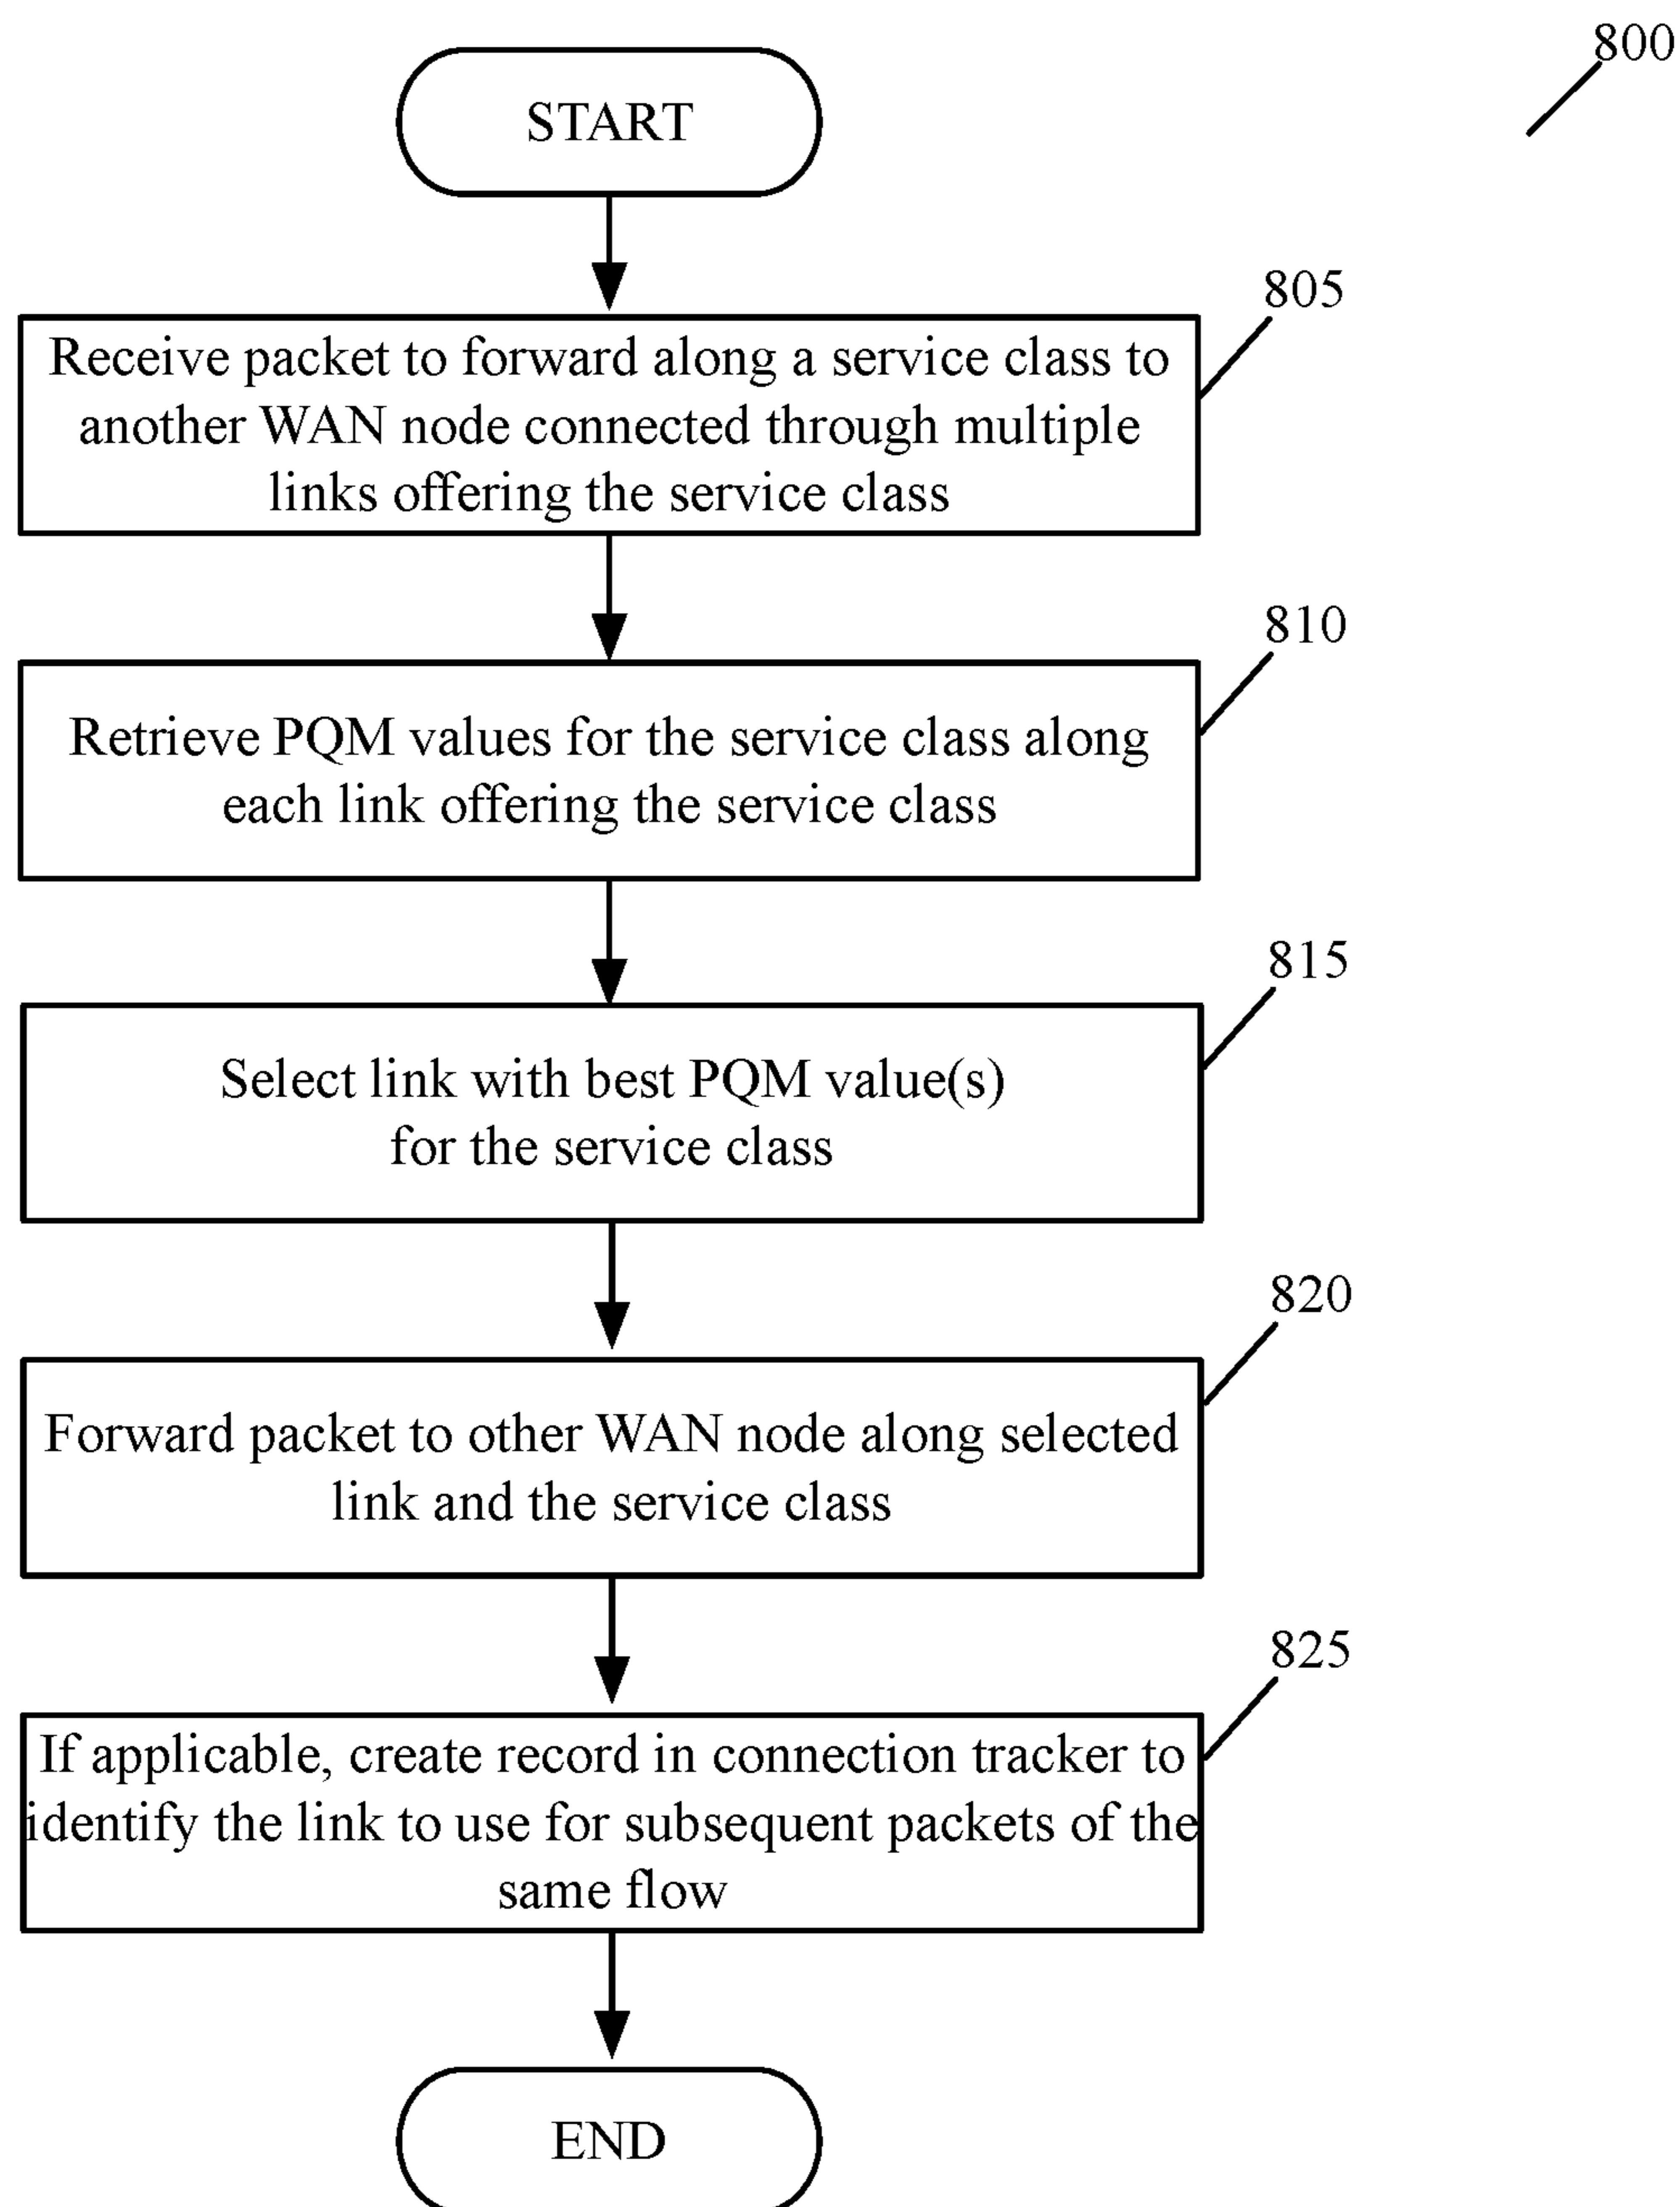 800
START
805
Receive packet to forward along a service class to
another WAN node connected through multiple
links offering the service class
810
Retrieve PQM values for the service class along
each link offering the service class
815
Select link with best PQM value(s)
for the service class
820
Forward packet to other WAN node along selected
link and the service class
825
If applicable, create record in connection tracker to
identify the link to use for subsequent packets of the
same flow
END